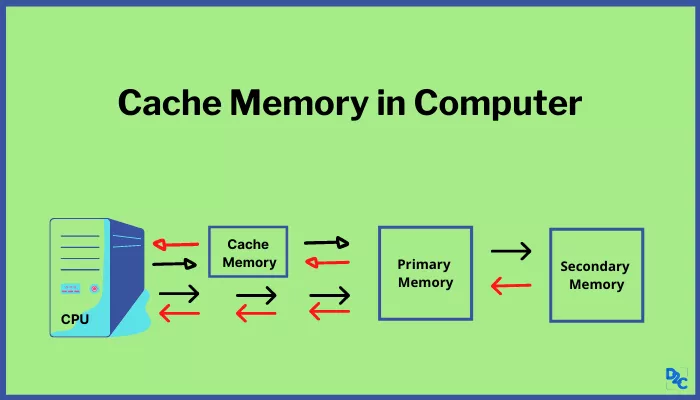 Cache Memory in Computer
Cache
Memory
Primary
Memory
Secondary
Memory
CPU
D2C